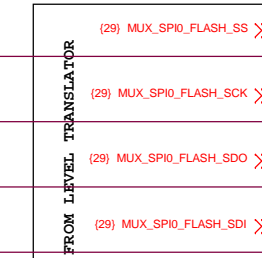 {29} MUX_SPI0_FLASH_SS
{29} MUX_SPI0_FLASH_SCK
{29} MUX_SPI0_FLASH_SDO
{29} MUX_SPI0_FLASH_SDI
FROM LEVEL TRANSLATOR